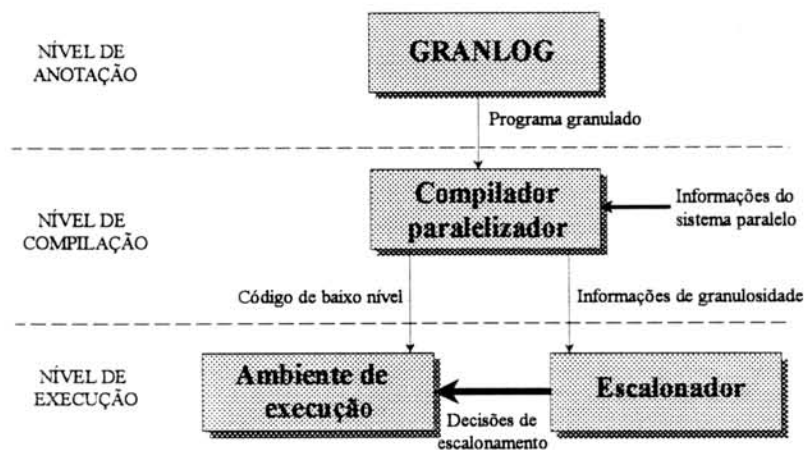 NÍVEL DE
ANOTAÇÃO
GRANLOG
Programa granulado
NÍVEL DE
COMPILAÇÃO
Compilador
paralelizador
Informações do
sistema paralelo
Código de baixo nível
Informações de granulosidade
NÍVEL DE
EXECUÇÃO
Ambiente de
execução
Escalonador
Decisões de
escalonamento